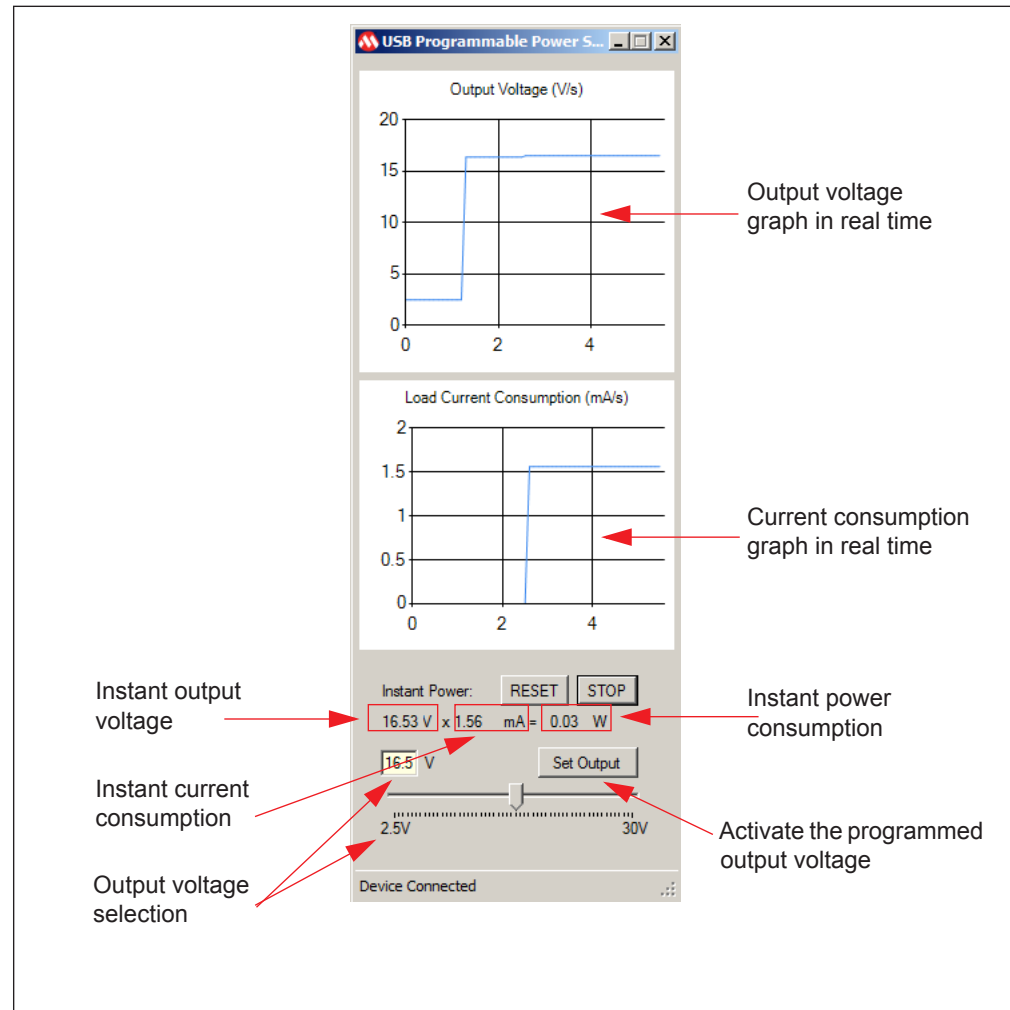 USB Programmable Power S...
Output Voltage (V/s)
20
15
10
5
0
0 2 4
Output voltage
graph in real time
Load Current Consumption (mA/s)
2
1.5
1
0.5
0
0 2 4
Current consumption
graph in real time
Instant output
voltage
Instant Power: RESET STOP
16.53 V x 1.56 mA = 0.03 W
Instant power
consumption
16.5 V Set Output
Instant current
consumption
2.5V 30V
Activate the programmed
output voltage
Output voltage
selection
Device Connected